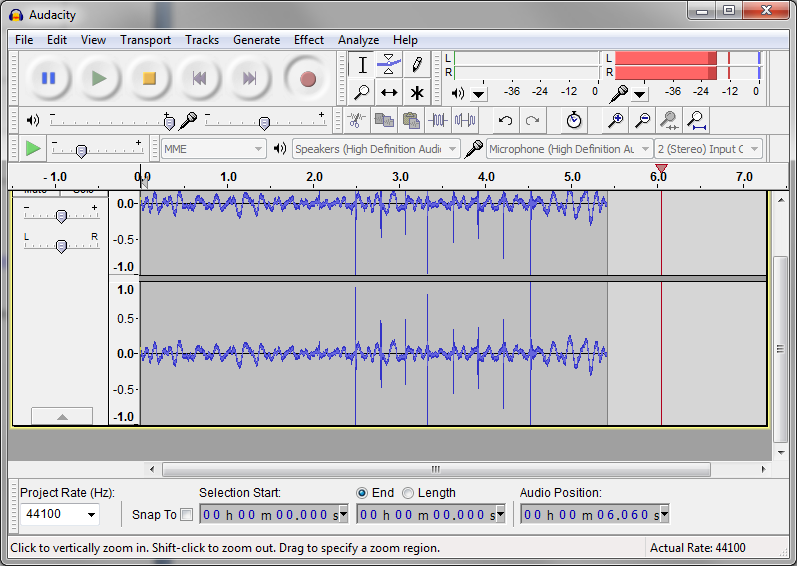 Audacity
File Edit View Transport Tracks Generate Effect Analyze Help
L
R
-36 -24 -12 0
L
R
-36 -24 -12 0
- +
- +
- +
MME
Speakers (High Definition Audio
Microphone (High Definition Au
2 (Stereo) Input C
-1.0 0.0 1.0 2.0 3.0 4.0 5.0 6.0 7.0
- +
L R
0.0
-0.5
-1.0
1.0
0.5
0.0
-0.5
-1.0
Project Rate (Hz):
44100
Snap To
Selection Start:
00 h 00 m 00.000 s
End Length
00 h 00 m 00.000 s
Audio Position:
00 h 00 m 06.060 s
Click to vertically zoom in. Shift-click to zoom out. Drag to specify a zoom region.
Actual Rate: 44100